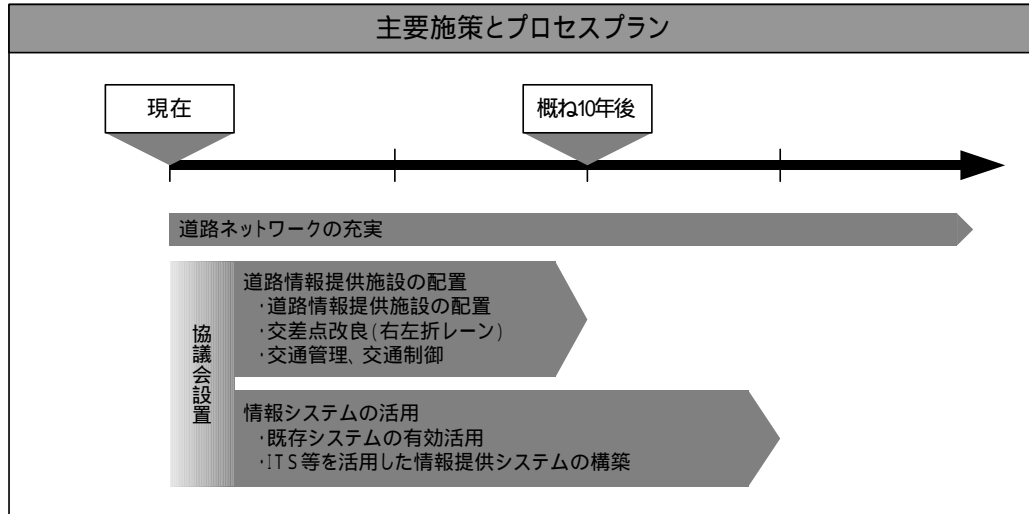 主要施策とプロセスプラン
現在
概ね10年後
道路ネットワークの充実
協議会設置
道路情報提供施設の配置
・道路情報提供施設の配置
・交差点改良(右左折レーン)
・交通管理、交通制御
情報システムの活用
・既存システムの有効活用
・ITS等を活用した情報提供システムの構築